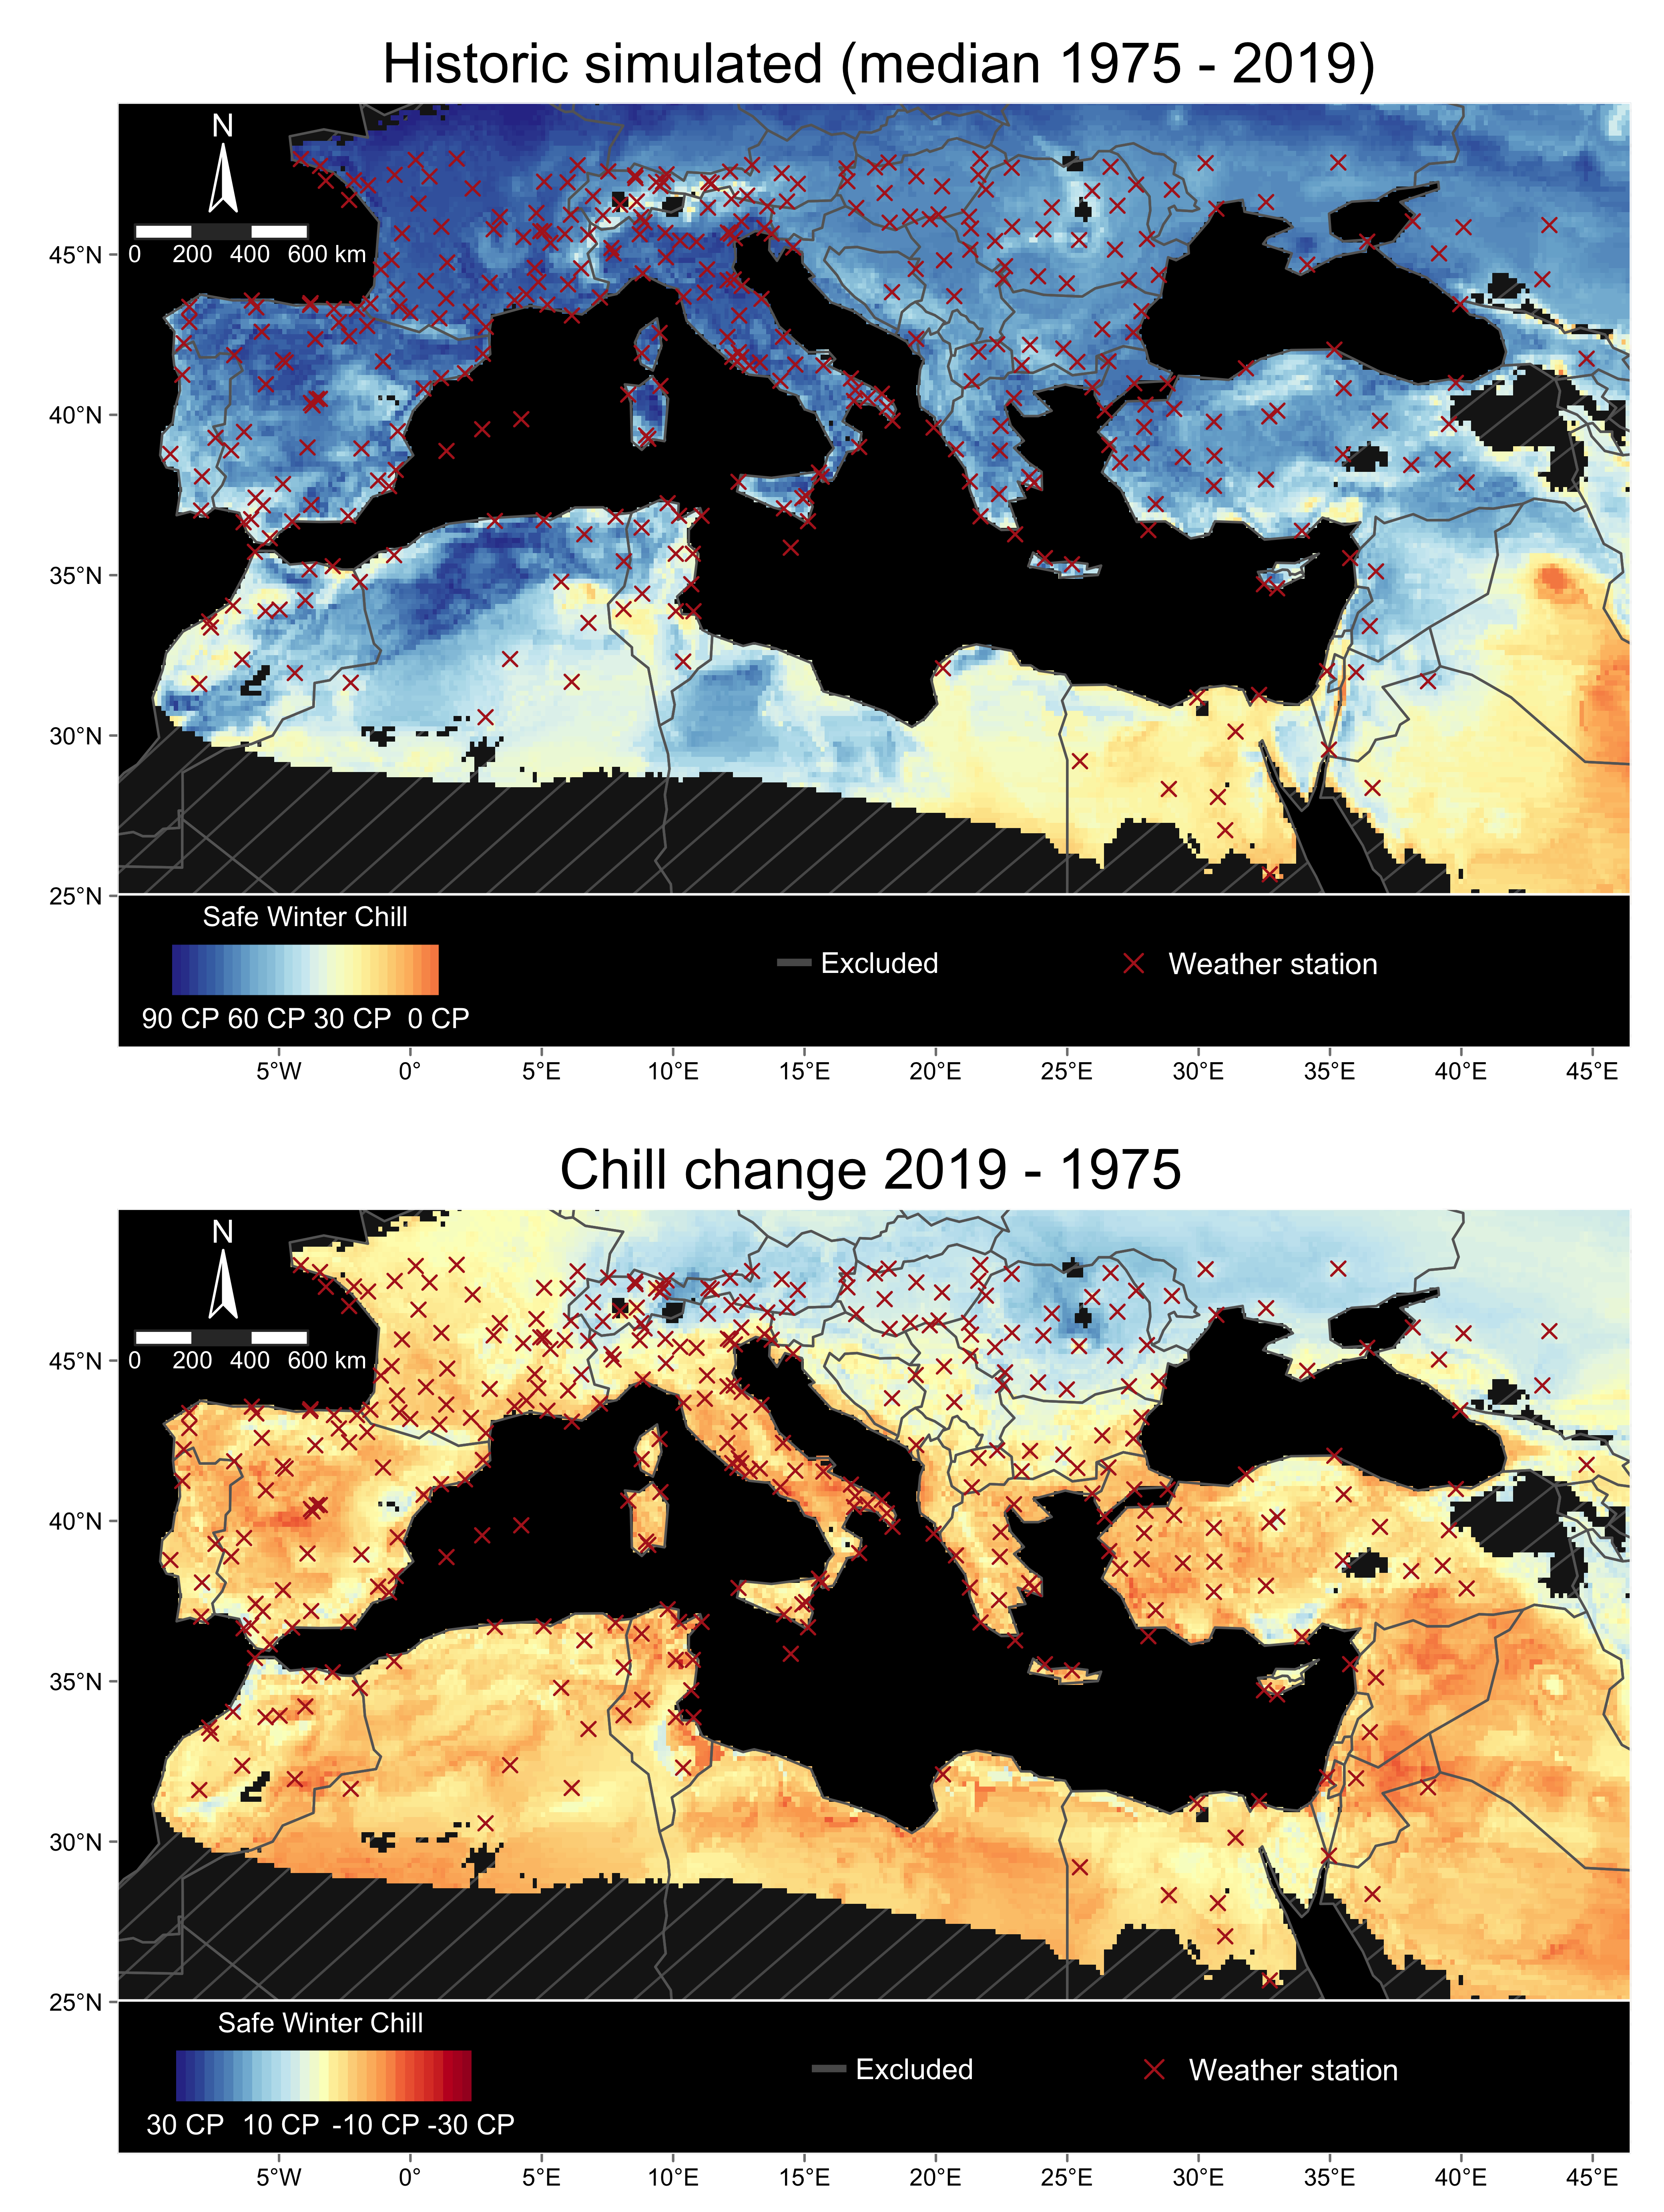 Historic simulated (median 1975 - 2019)
N
0 200 400 600 km
45°N
40°N
35°N
30°N
25°N
Safe Winter Chill
90 CP 60 CP 30 CP 0 CP
Excluded
Weather station
5°W 0° 5°E 10°E 15°E 20°E 25°E 30°E 35°E 40°E 45°E
Chill change 2019 - 1975
N
0 200 400 600 km
45°N
40°N
35°N
30°N
25°N
Safe Winter Chill
30 CP 10 CP -10 CP -30 CP
Excluded
Weather station
5°W 0° 5°E 10°E 15°E 20°E 25°E 30°E 35°E 40°E 45°E